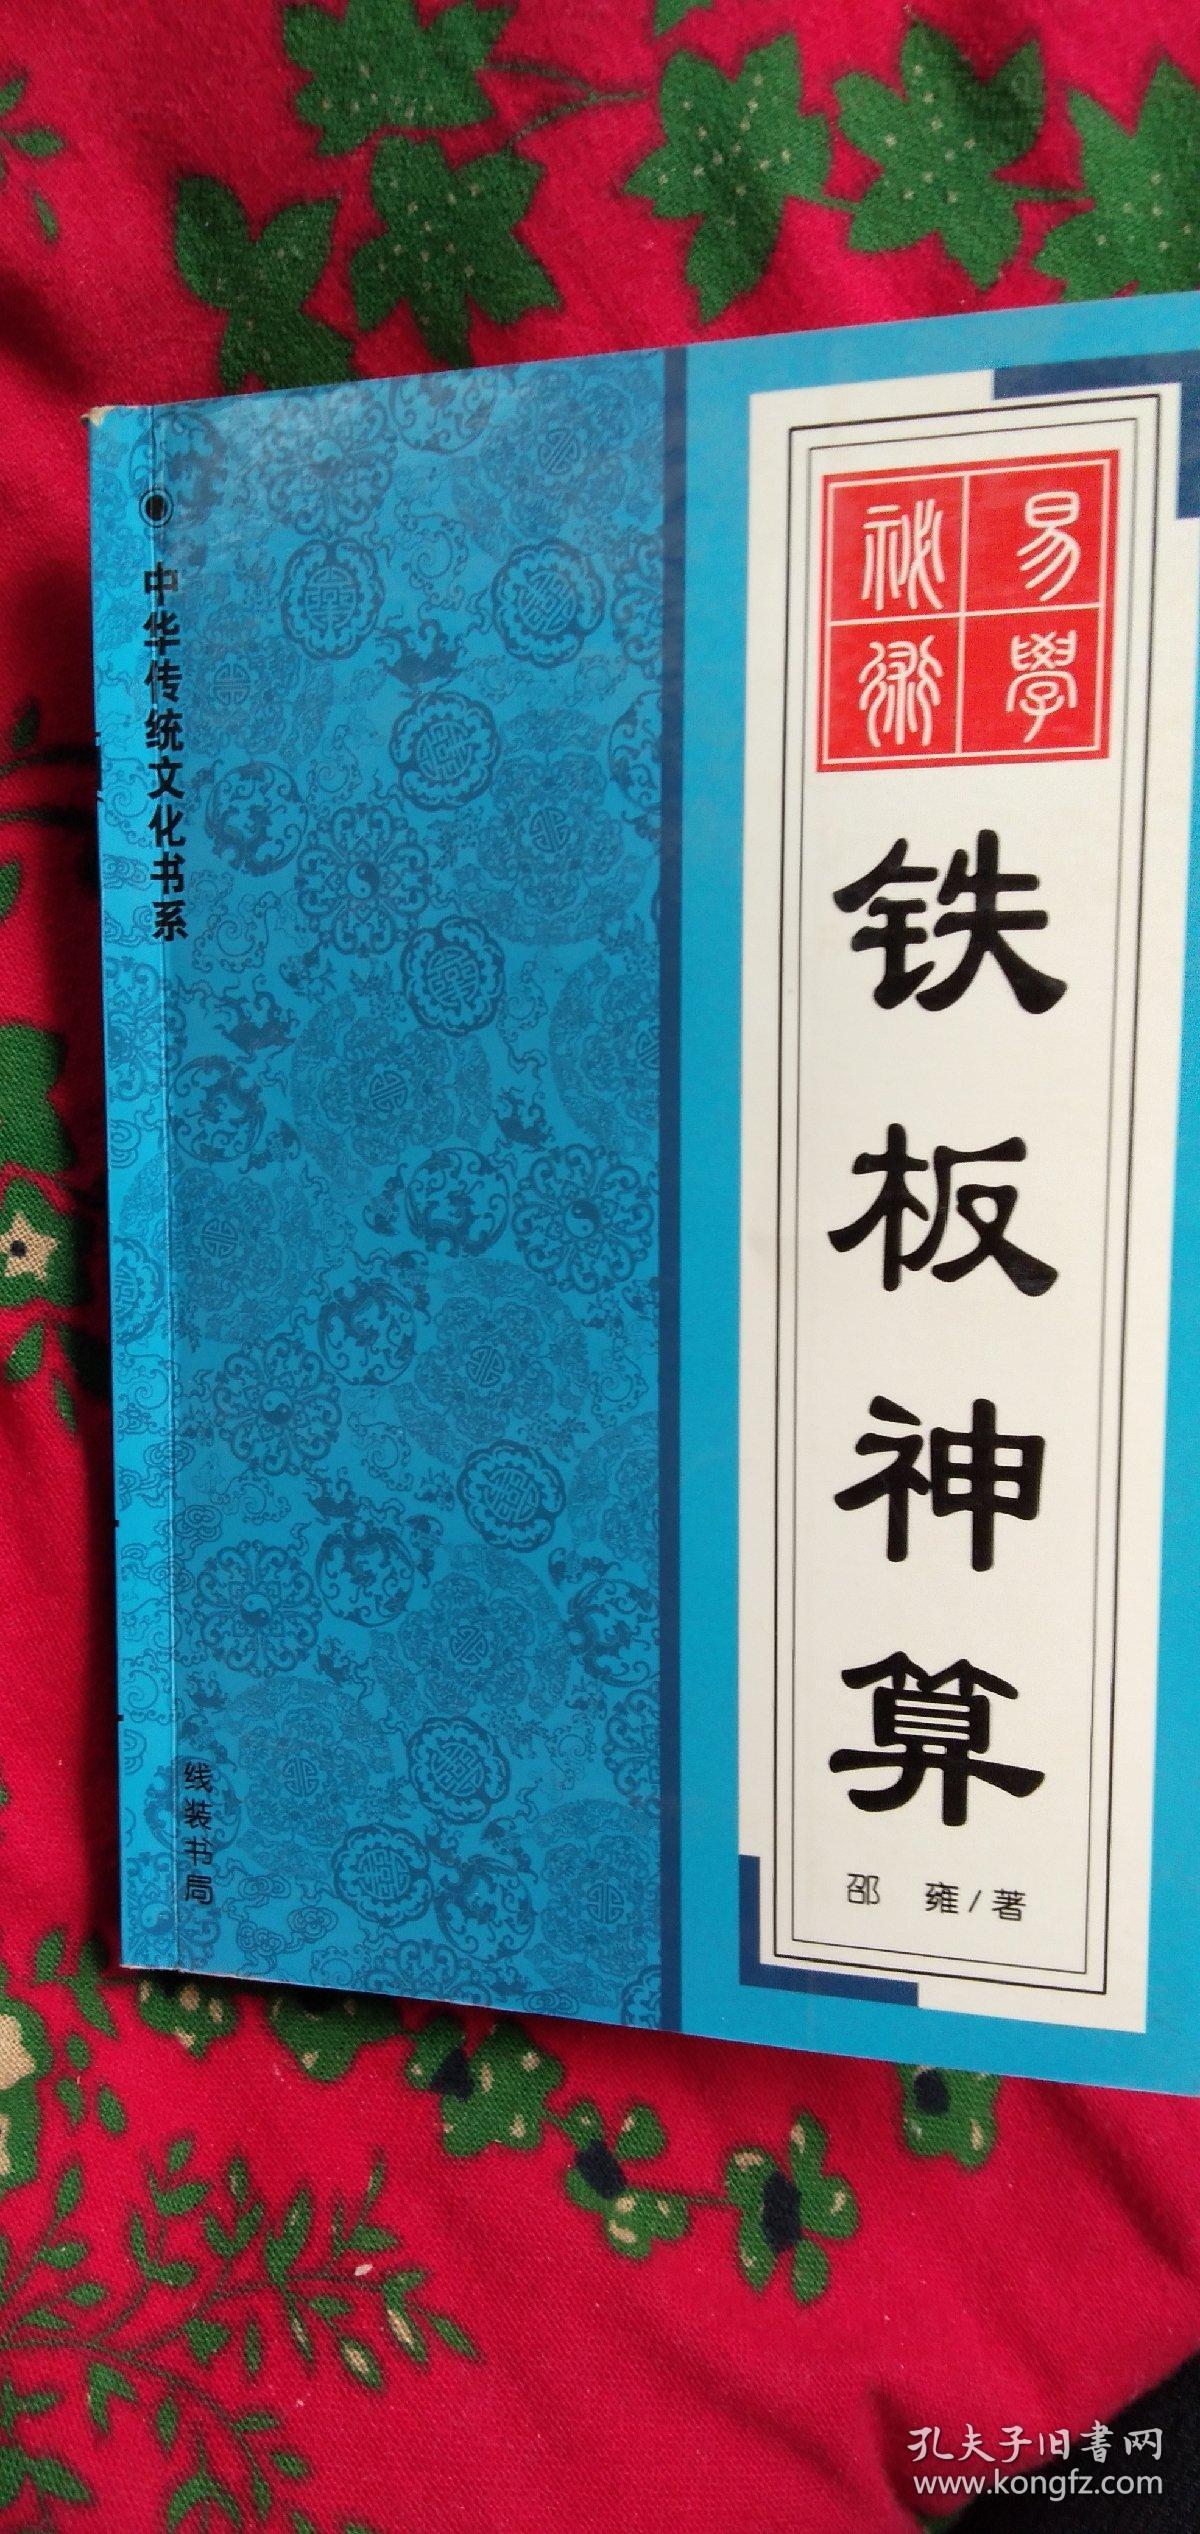 易學
秘術
铁板神算
邵 雍/著
中华传统文化书系
线装书局
孔夫子旧書网
www.kongfz.com